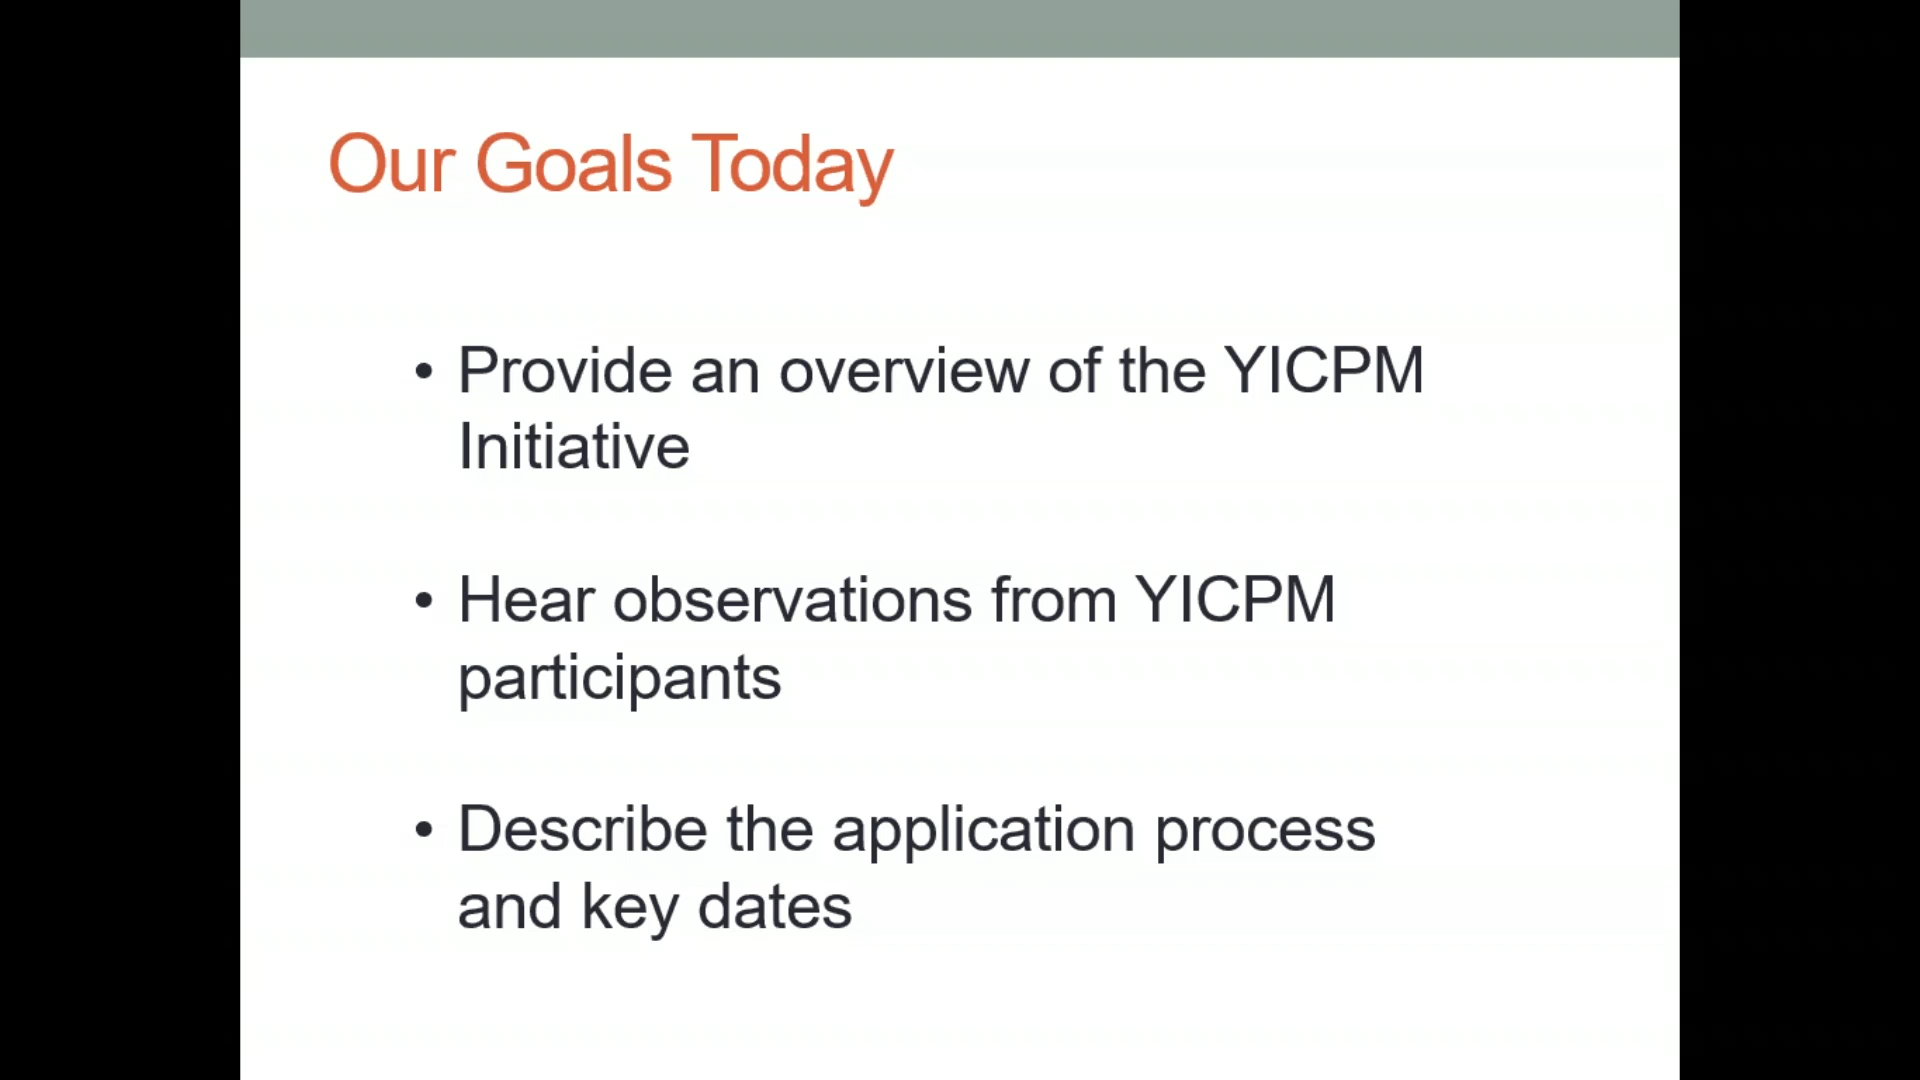 Our Goals Today
• Provide an overview of the YICPM
Initiative
• Hear observations from YICPM
participants
• Describe the application process
and key dates